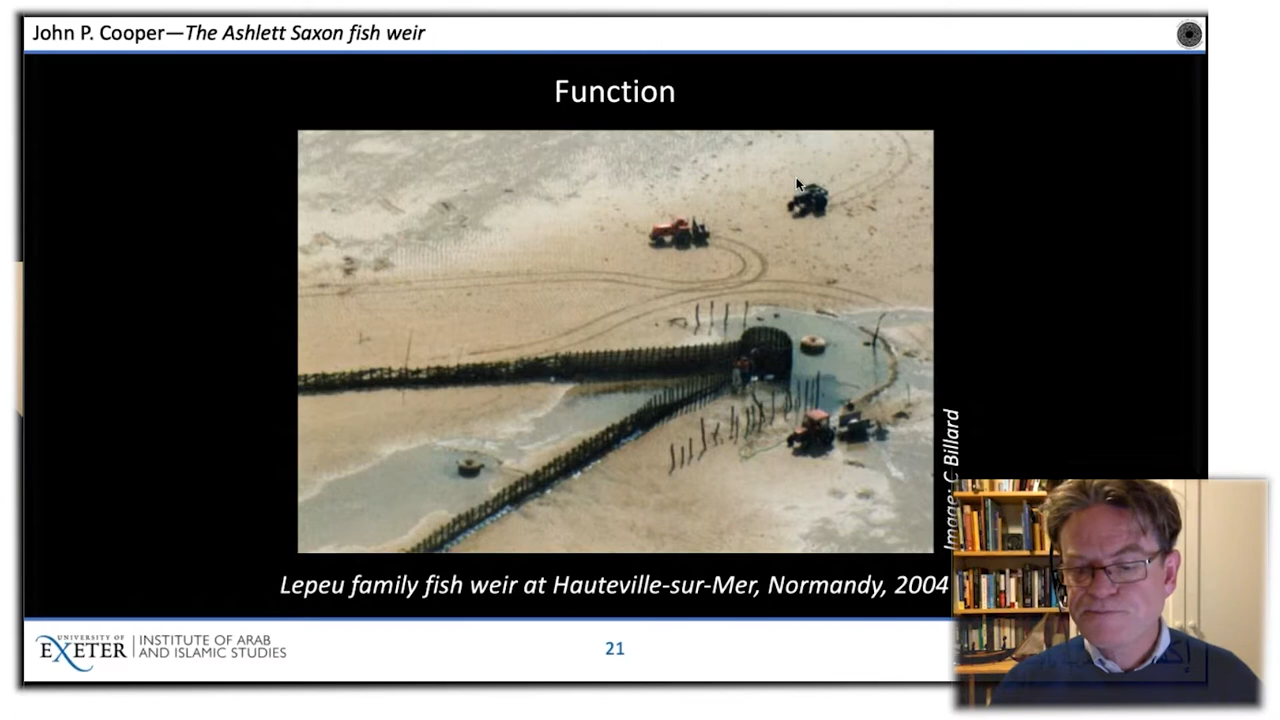 John P. Cooper—The Ashlett Saxon fish weir
Function
Image: C Billard
Lepeu family fish weir at Hauteville-sur-Mer, Normandy, 2004
UNIVERSITY OF
EXETER
INSTITUTE OF ARAB
AND ISLAMIC STUDIES
21